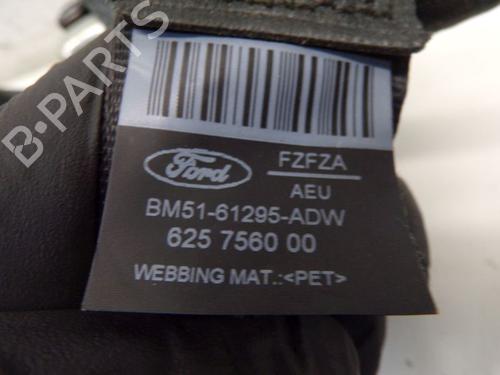 B-PARTS
Ford
FZFZA
AEU
BM51-61295-ADW
625 7560 00
WEBBING MAT.:<PET>